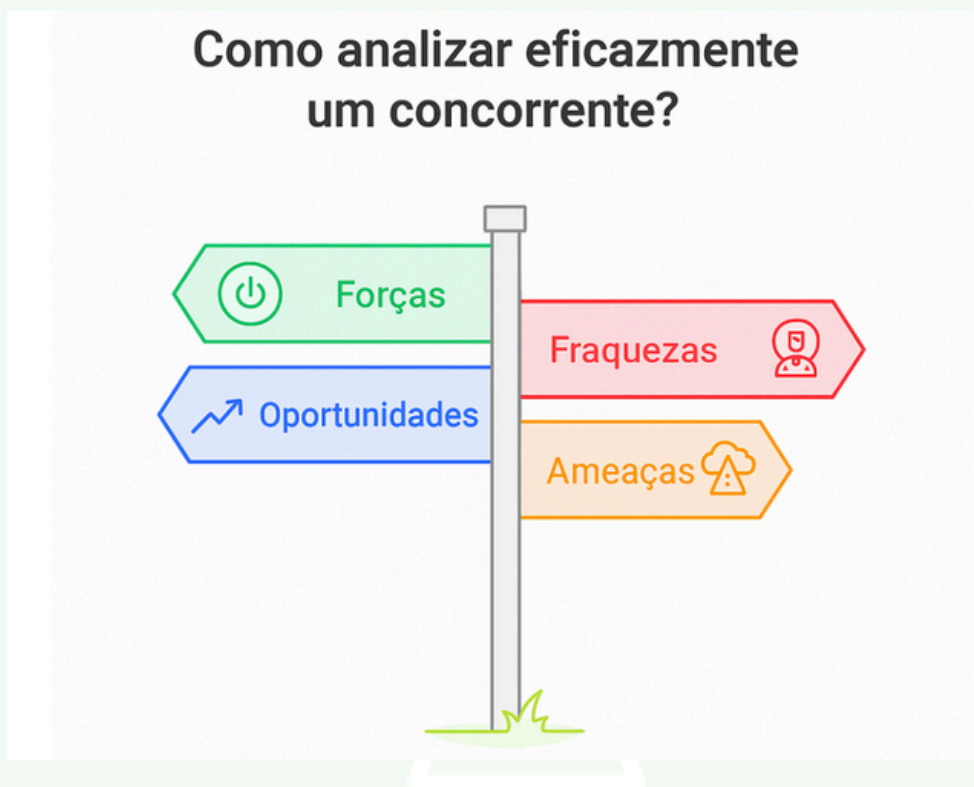 Como analizar eficazmente
um concorrente?
Forças
Fraquezas
Oportunidades
Ameaças